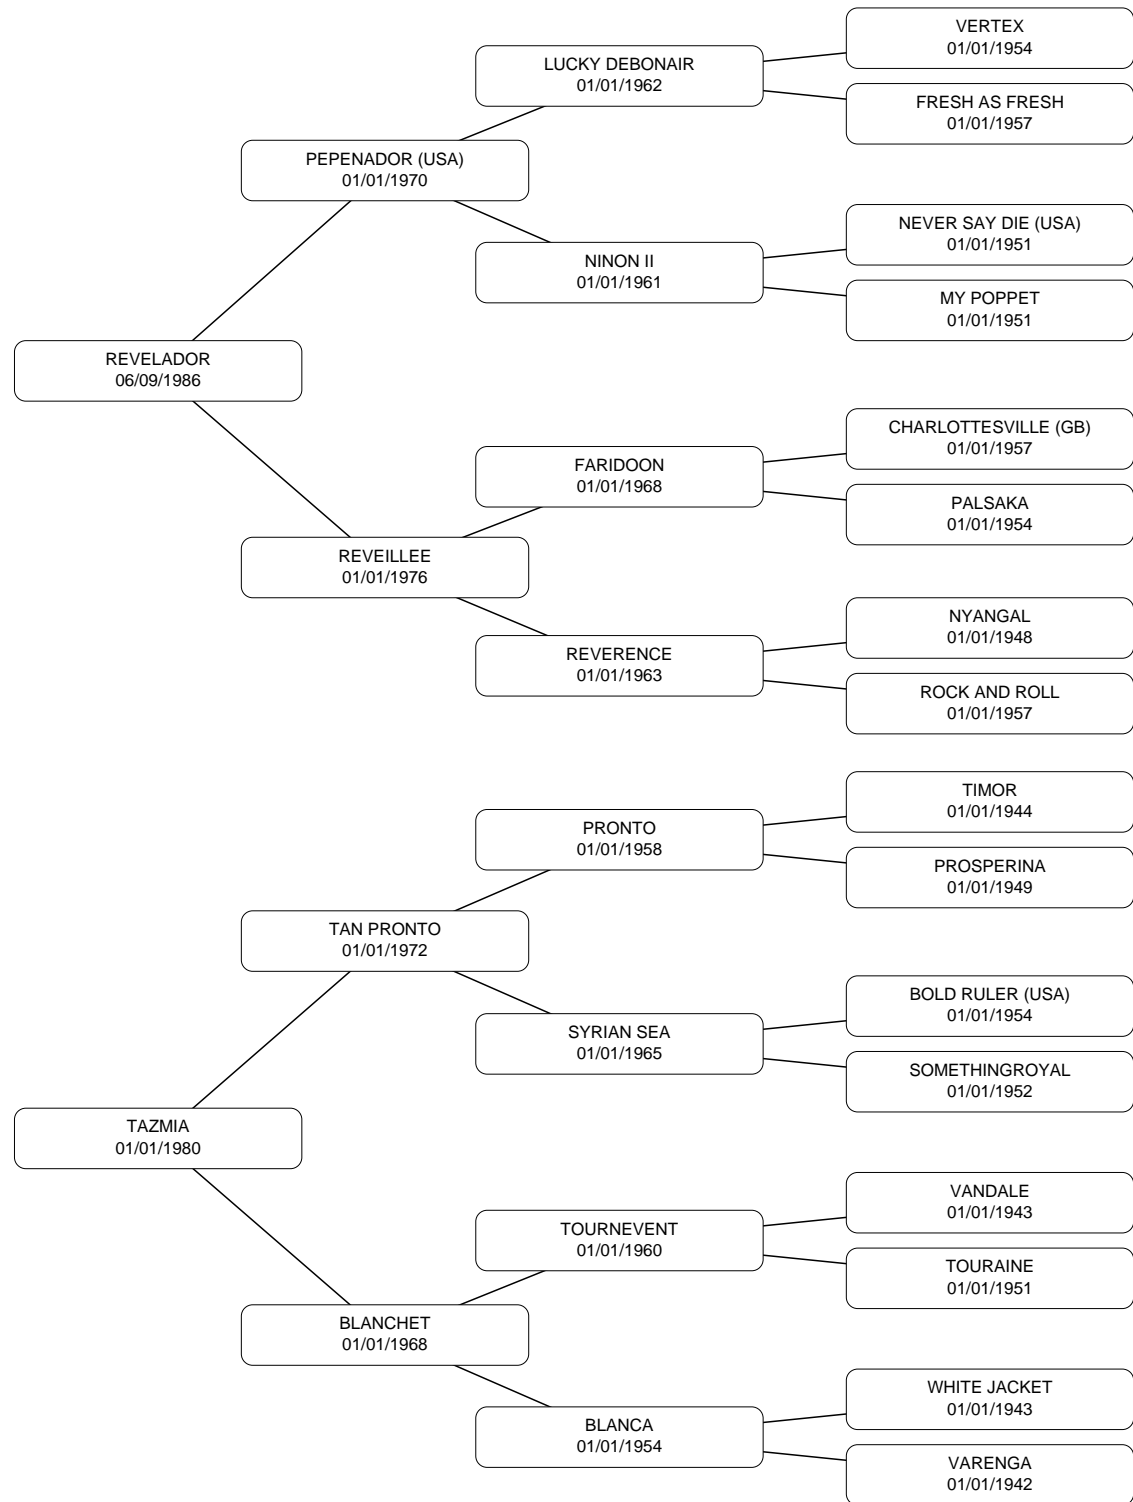 VERTEX
01/01/1954
LUCKY DEBONAIR
01/01/1962
FRESH AS FRESH
01/01/1957
PEPENADOR (USA)
01/01/1970
NEVER SAY DIE (USA)
01/01/1951
NINON II
01/01/1961
MY POPPET
01/01/1951
REVELADOR
06/09/1986
CHARLOTTESVILLE (GB)
01/01/1957
FARIDOON
01/01/1968
PALSAKA
01/01/1954
REVEILLEE
01/01/1976
NYANGAL
01/01/1948
REVERENCE
01/01/1963
ROCK AND ROLL
01/01/1957
TIMOR
01/01/1944
PRONTO
01/01/1958
PROSPERINA
01/01/1949
TAN PRONTO
01/01/1972
BOLD RULER (USA)
01/01/1954
SYRIAN SEA
01/01/1965
SOMETHINGROYAL
01/01/1952
TAZMIA
01/01/1980
VANDALE
01/01/1943
TOURNEVENT
01/01/1960
TOURAINE
01/01/1951
BLANCHET
01/01/1968
WHITE JACKET
01/01/1943
BLANCA
01/01/1954
VARENGA
01/01/1942